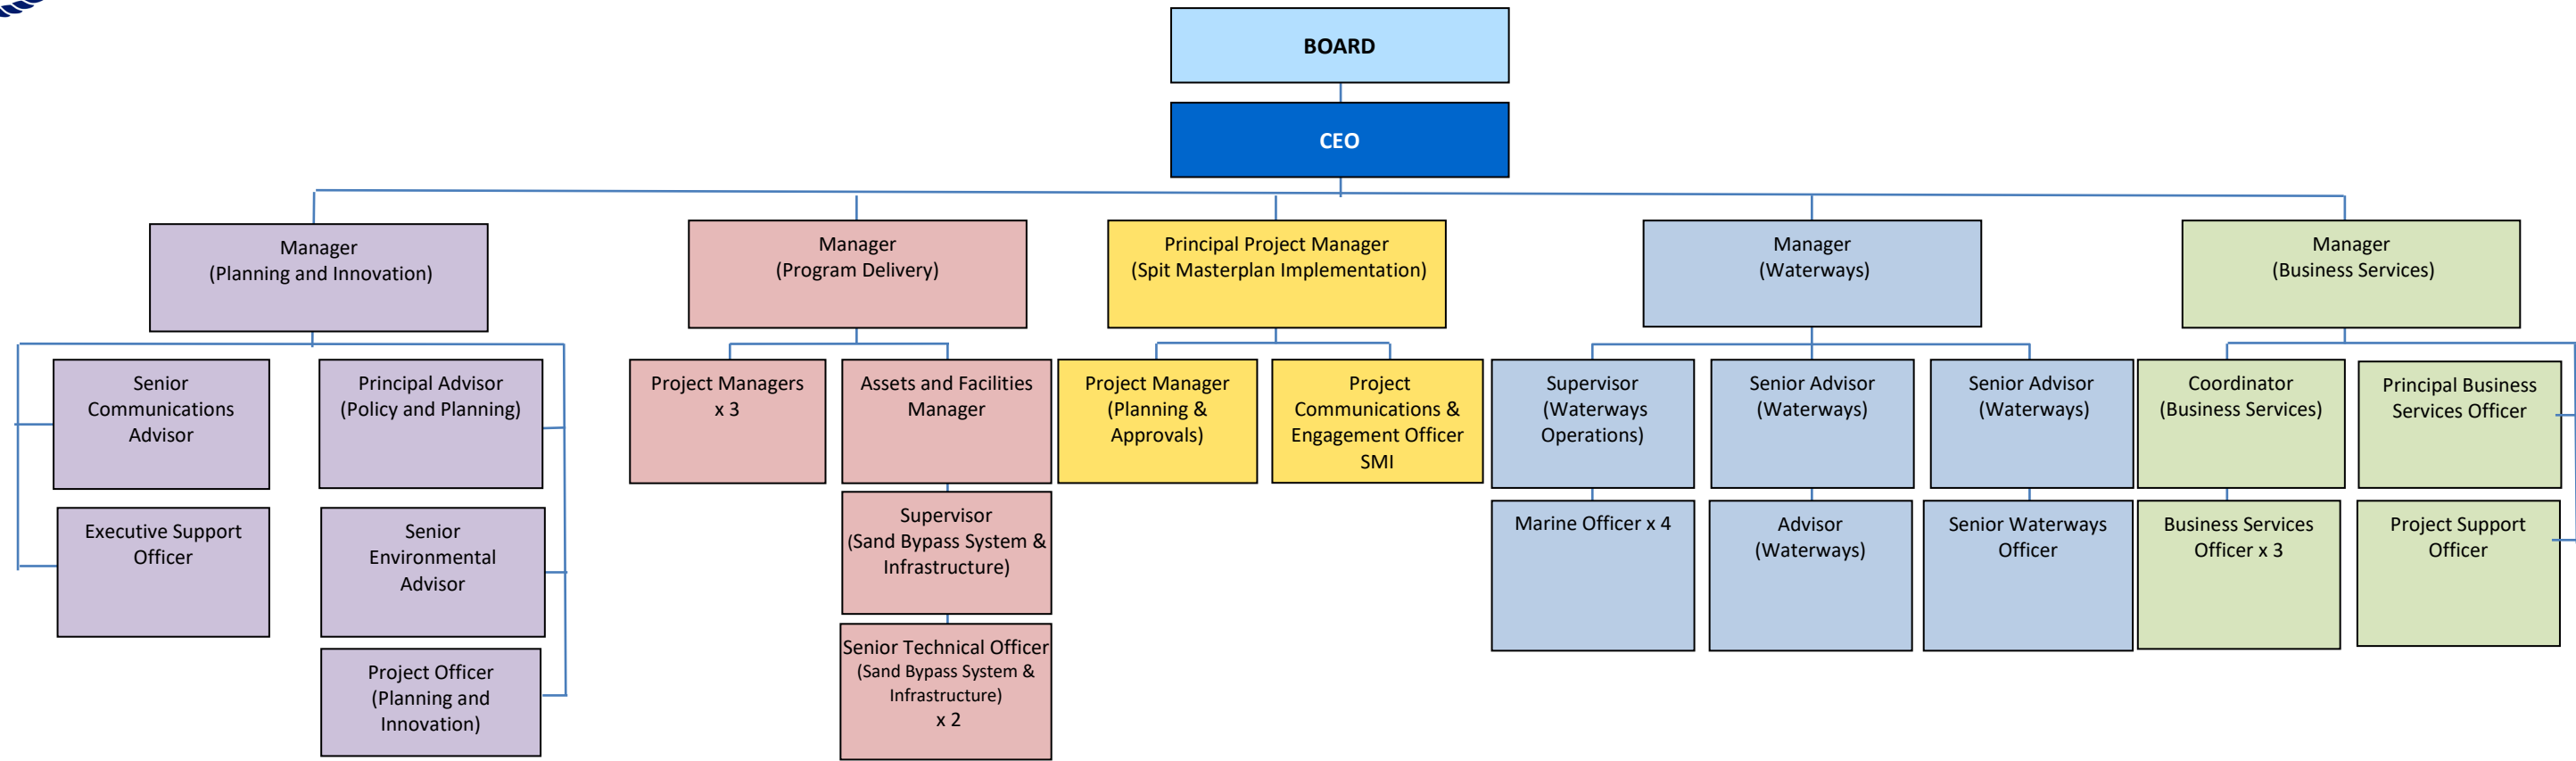 BOARD
CEO
Manager
(Planning and Innovation)
Manager
(Program Delivery)
Principal Project Manager
(Spit Masterplan Implementation)
Manager
(Waterways)
Manager
(Business Services)
Senior
Communications
Advisor
Principal Advisor
(Policy and Planning)
Project Managers
x 3
Assets and Facilities
Manager
Project Manager
(Planning &
Approvals)
Project
Communications &
Engagement Officer
SMI
Supervisor
(Waterways
Operations)
Senior Advisor
(Waterways)
Senior Advisor
(Waterways)
Coordinator
(Business Services)
Principal Business
Services Officer
Executive Support
Officer
Senior
Environmental
Advisor
Supervisor
(Sand Bypass System &
Infrastructure)
Marine Officer x 4
Advisor
(Waterways)
Senior Waterways
Officer
Business Services
Officer x 3
Project Support
Officer
Project Officer
(Planning and
Innovation)
Senior Technical Officer
(Sand Bypass System &
Infrastructure)
x 2